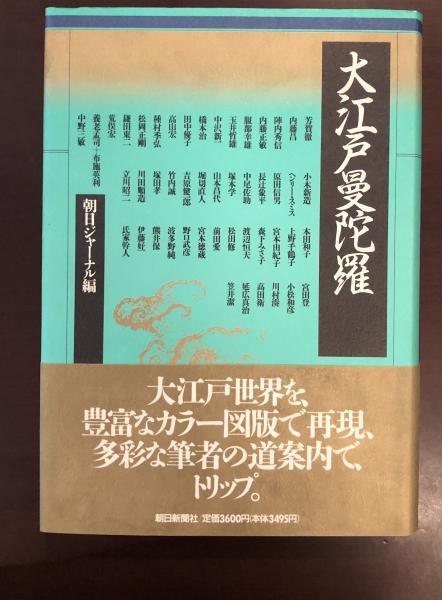 大江戸曼陀羅
芳賀徹
内藤昌
陣内秀信
内藤正敏
服部幸雄
玉井哲雄
中沢新一
橋本治
田中優子
高山宏
種村季弘
松岡正剛
鎌田東二
荒俣宏
養老孟司+布施英利
中野三敏
小木新造
ヘンリー・スミス
原田信男
長辻象平
中尾佐助
塚本学
山本昌代
堀切直人
吉原健一郎
竹内誠
塚田孝
川田順造
立川昭二
本田和子
上野千鶴子
宮本由紀子
森下みさ子
渡辺恒夫
松田修
前田愛
宮本徳蔵
野口武彦
波多野純
熊井保
伊藤好一
氏家幹人
宮田登
小松和彦
川村湊
高田衛
延広真治
笠井潔
朝日ジャーナル編
大江戸世界を、
豊富なカラー図版で再現、
多彩な筆者の道案内で、
トリップ。
朝日新聞社/定価3600円(本体3495円)